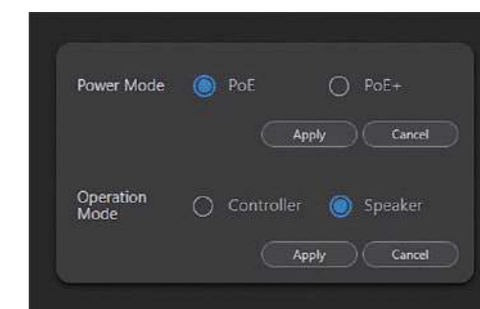 Power Mode PoE PoE+
Apply Cancel
Operation
Mode Controller Speaker
Apply Cancel